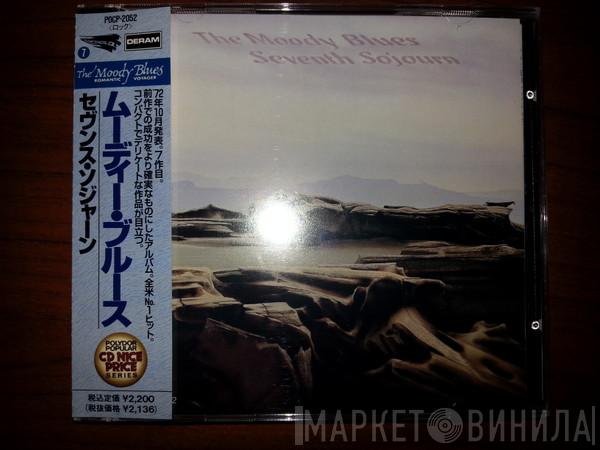 POCP-2052
〈ロック〉
7
DERAM
The Moody Blues
ROMANTIC VOYAGER
ムーディー・ブルース
セヴンス・ソジャーン
72年10月発表。7作目。
前作での成功をより確実なものにしたアルバム。全米No.1ヒット。
コンパクトでデリケートな作品が目立つ。
POLYDOR
POPULAR
CD NICE
PRICE
SERIES
税込定価 ¥2,200
(税抜価格 ¥2,136)
The Moody Blues
Seventh Sojourn
2
МАРКЕТ ВИНИЛА